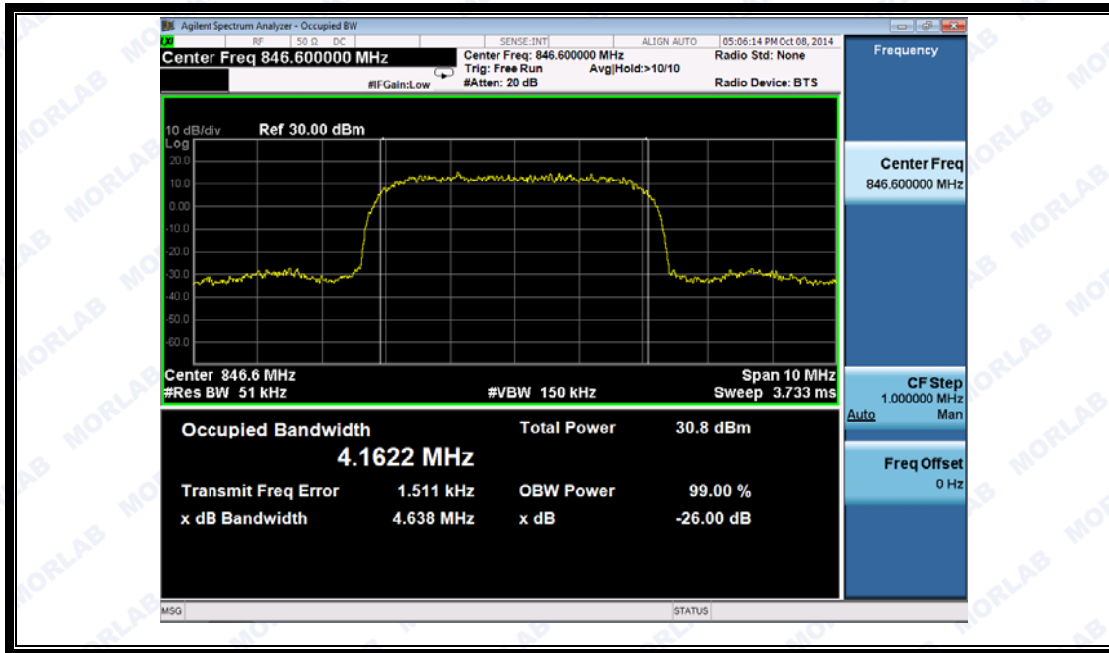 Agilent Spectrum Analyzer - Occupied BW
LXI RF 50 Ω DC SENSE:INT ALIGN AUTO 05:06:14 PM Oct 08, 2014
Center Freq 846.600000 MHz
#IFGain:Low
Center Freq: 846.600000 MHz
Trig: Free Run Avg|Hold:>10/10
#Atten: 20 dB
Radio Std: None
Radio Device: BTS
10 dB/div Ref 30.00 dBm
Log
20.0
10.0
0.00
-10.0
-20.0
-30.0
-40.0
-50.0
-60.0
Center 846.6 MHz Span 10 MHz
#Res BW 51 kHz #VBW 150 kHz Sweep 3.733 ms
Occupied Bandwidth Total Power 30.8 dBm
4.1622 MHz
Transmit Freq Error 1.511 kHz OBW Power 99.00 %
x dB Bandwidth 4.638 MHz x dB -26.00 dB
MSG STATUS
Frequency
Center Freq
846.600000 MHz
CF Step
1.000000 MHz
Auto Man
Freq Offset
0 Hz
MORLAB